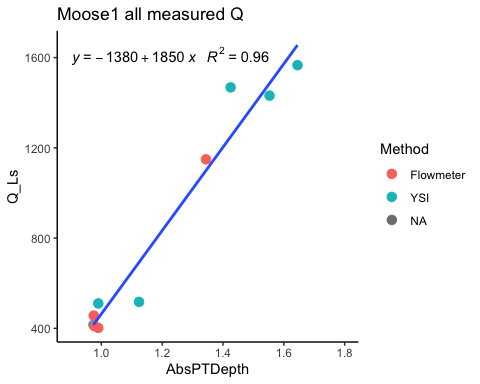 Moose1 all measured Q
y = − 1380 + 1850 x R² = 0.96
1600
1200
800
400
Q_Ls
1.0 1.2 1.4 1.6 1.8
AbsPTDepth
Method
Flowmeter
YSI
NA